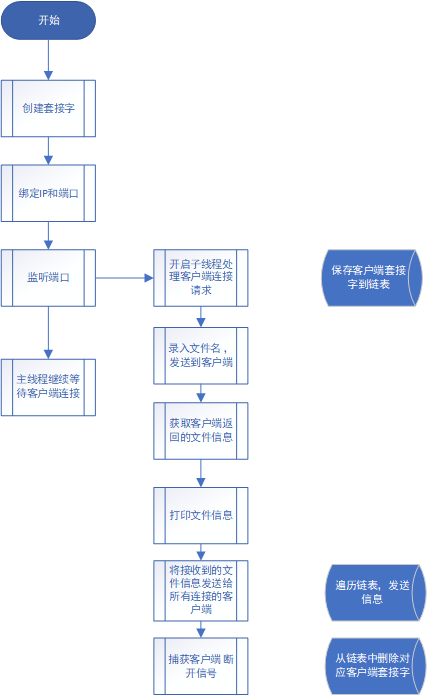 开始
创建套接字
绑定IP和端口
监听端口
开启子线程处
理客户端连接
请求
保存客户端套接
字到链表
录入文件名，
发送到客户端
主线程继续等
待客户端连接
获取客户端返
回的文件信息
打印文件信息
将接收到的文
件信息发送给
所有连接的客
户端
遍历链表，发送
信息
捕获客户端 断
开信号
从链表中删除对
应客户端套接字